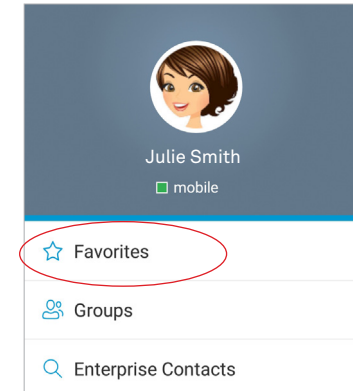 Julie Smith
mobile
Favorites
Groups
Enterprise Contacts